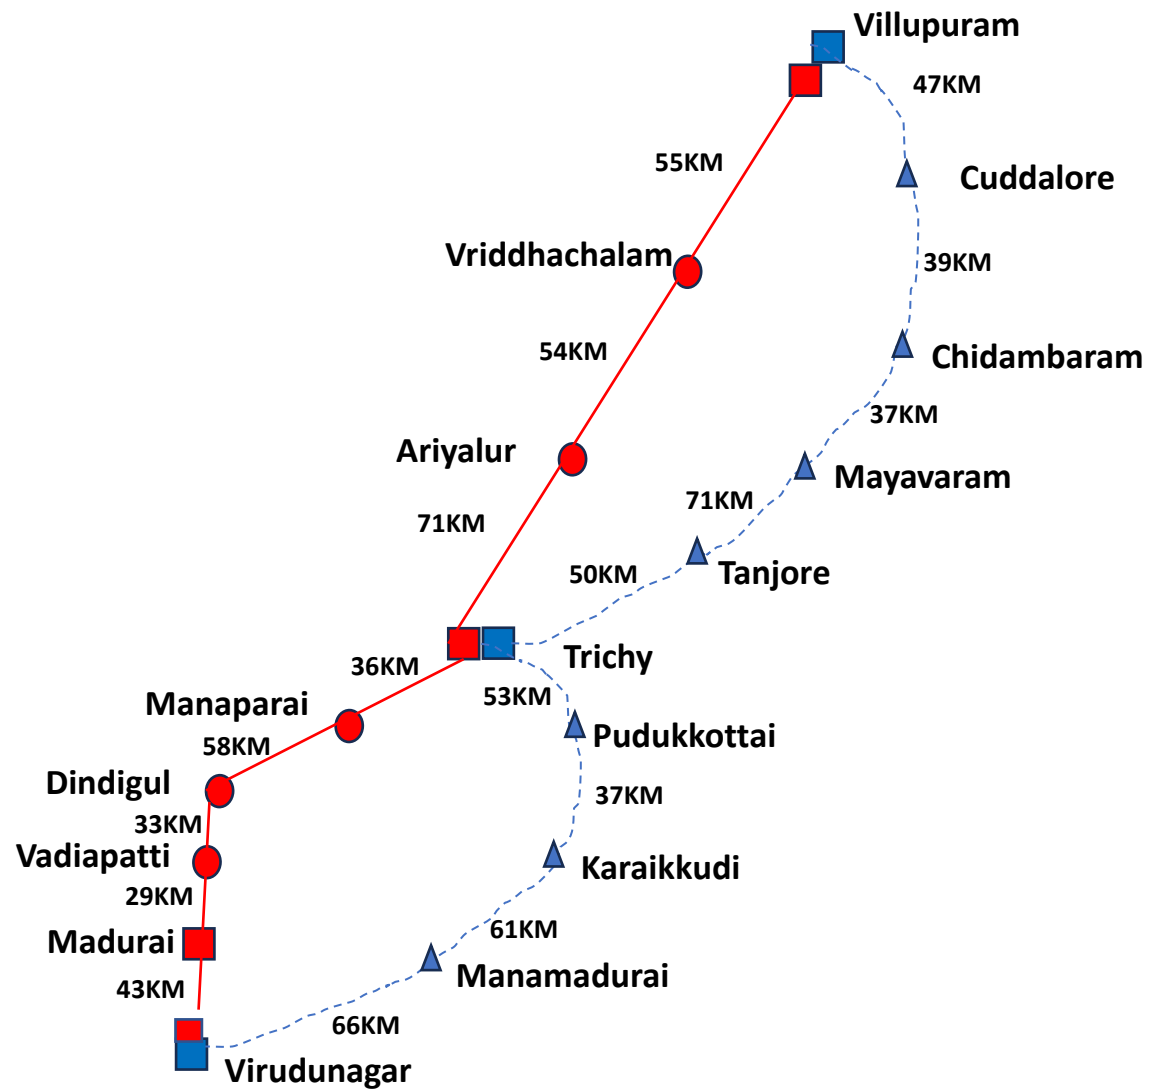 Villupuram
47KM
55KM
Cuddalore
Vriddhachalam
39KM
54KM
Chidambaram
37KM
Ariyalur
Mayavaram
71KM
71KM
50KM
Tanjore
Trichy
36KM
53KM
Manaparai
Pudukkottai
58KM
Dindigul
37KM
33KM
Vadiapatti
Karaikkudi
29KM
61KM
Madurai
Manamadurai
43KM
66KM
Virudunagar